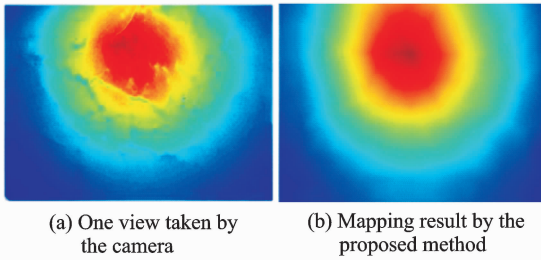 (a) One view taken by
the camera
(b) Mapping result by the
proposed method